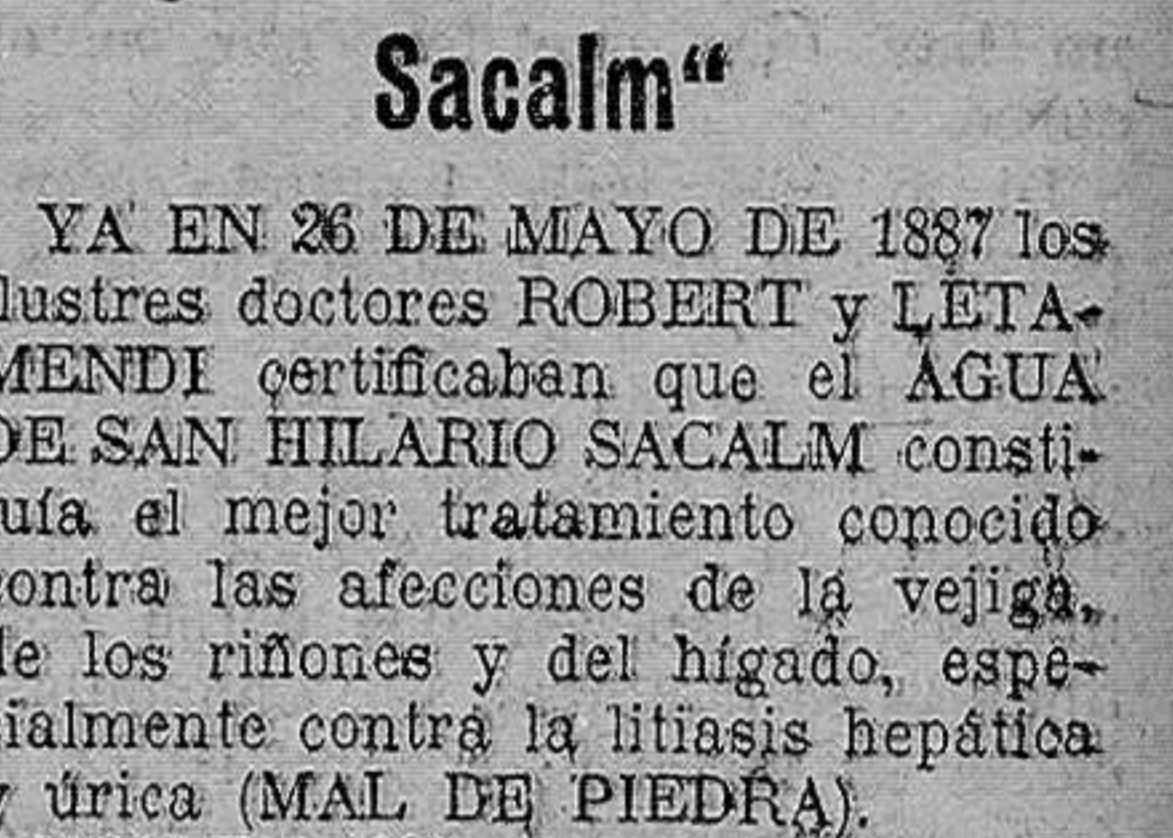 Sacalm“
YA EN 26 DE MAYO DE 1887 los
lustres doctores ROBERT y LETA-
MENDI certificaban que el AGUA
DE SAN HILARIO SACALM consti-
uía el mejor tratamiento conocido
contra las afecciones de la vejiga,
de los riñones y del hígado, espe-
cialmente contra la litiasis hepática
y úrica (MAL DE PIEDRA).